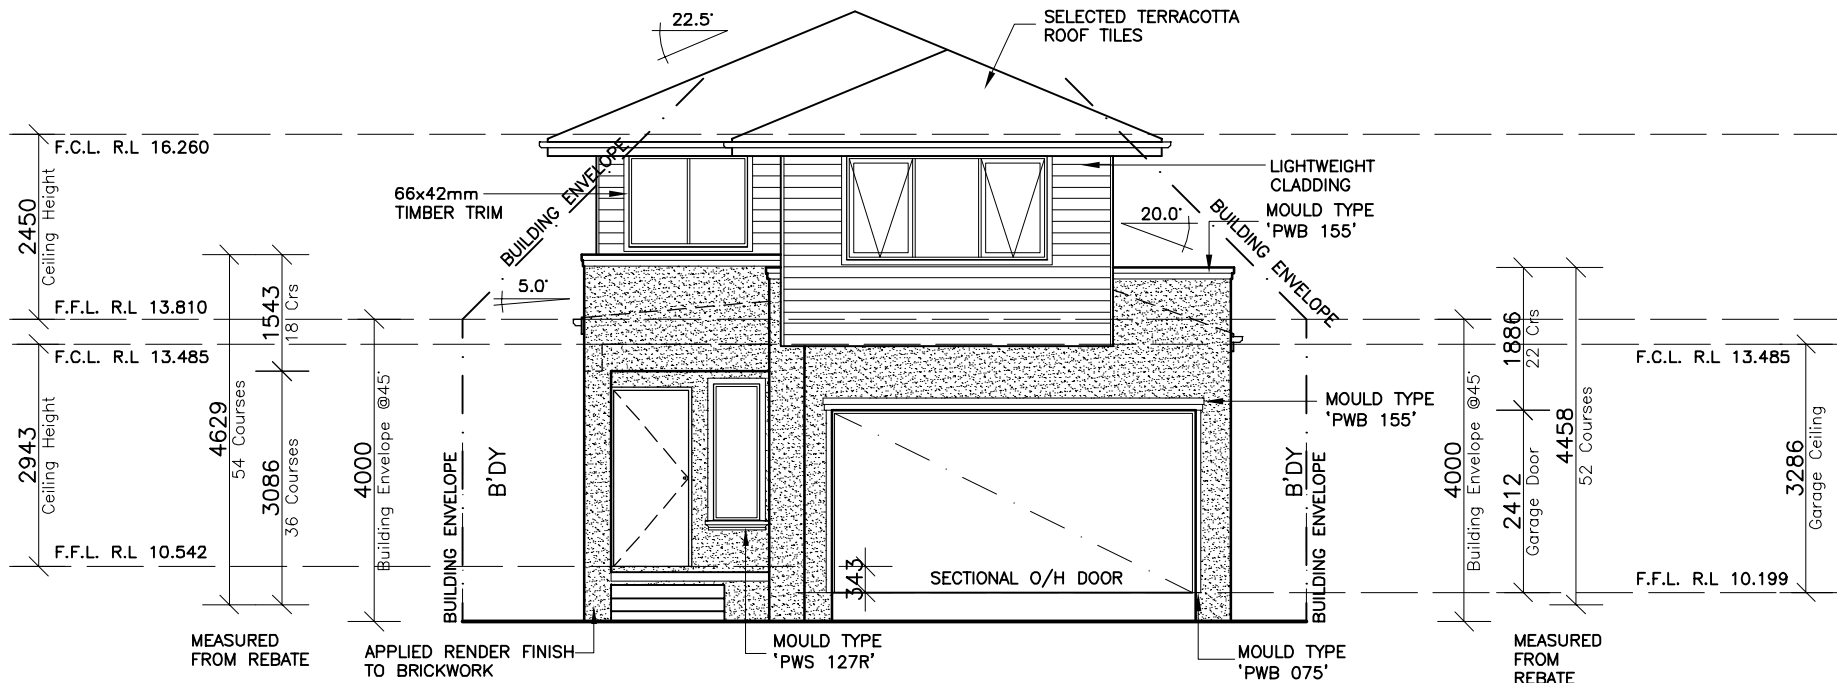 22.5°
SELECTED TERRACOTTA
ROOF TILES
F.C.L. R.L 16.260
2450
Ceiling Height
66x42mm
TIMBER TRIM
BUILDING ENVELOPE
LIGHTWEIGHT
CLADDING
MOULD TYPE
'PWB 155'
20.0°
BUILDING ENVELOPE
5.0°
F.F.L. R.L 13.810
1543
18 Crs
F.C.L. R.L 13.485
2943
Ceiling Height
4629
54 Courses
3086
36 Courses
4000
Building Envelope @45°
BUILDING ENVELOPE
B'DY
F.F.L. R.L 10.542
MOULD TYPE
'PWB 155'
B'DY
BUILDING ENVELOPE
4000
Building Envelope @45°
1886
22 Crs
2412
Garage Door
4458
52 Courses
F.C.L. R.L 13.485
3286
Garage Ceiling
F.F.L. R.L 10.199
343
SECTIONAL O/H DOOR
MEASURED
FROM REBATE
APPLIED RENDER FINISH
TO BRICKWORK
MOULD TYPE
'PWS 127R'
MOULD TYPE
'PWB 075'
MEASURED
FROM
REBATE